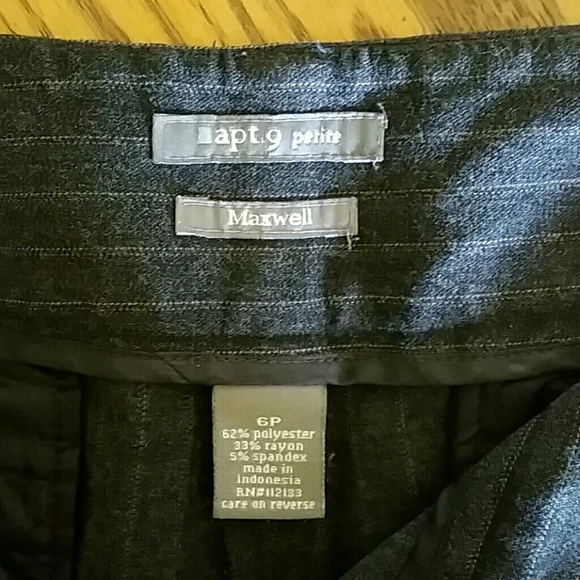 apt.9 petite
Maxwell
6P
62% polyester
33% rayon
5% spandex
made in
indonesia
RN#112133
care on reverse